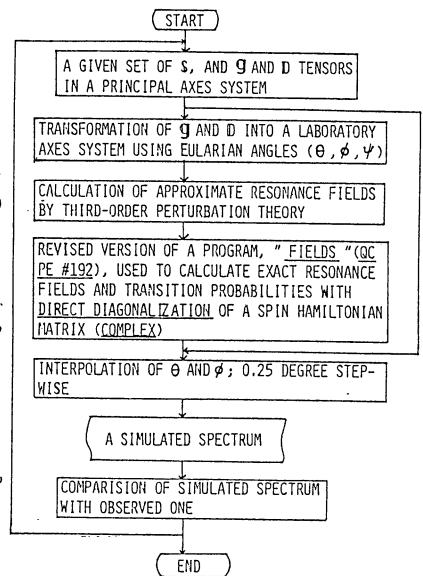 START
A GIVEN SET OF S, AND g AND D TENSORS
IN A PRINCIPAL AXES SYSTEM
TRANSFORMATION OF g AND D INTO A LABORATORY
AXES SYSTEM USING EULARIAN ANGLES (θ,ϕ,ψ)
CALCULATION OF APPROXIMATE RESONANCE FIELDS
BY THIRD-ORDER PERTURBATION THEORY
REVISED VERSION OF A PROGRAM, " FIELDS "(QC
PE #192), USED TO CALCULATE EXACT RESONANCE
FIELDS AND TRANSITION PROBABILITIES WITH
DIRECT DIAGONALIZATION OF A SPIN HAMILTONIAN
MATRIX (COMPLEX)
INTERPOLATION OF θ AND ϕ; 0.25 DEGREE STEP-
WISE
A SIMULATED SPECTRUM
COMPARISION OF SIMULATED SPECTRUM
WITH OBSERVED ONE
END